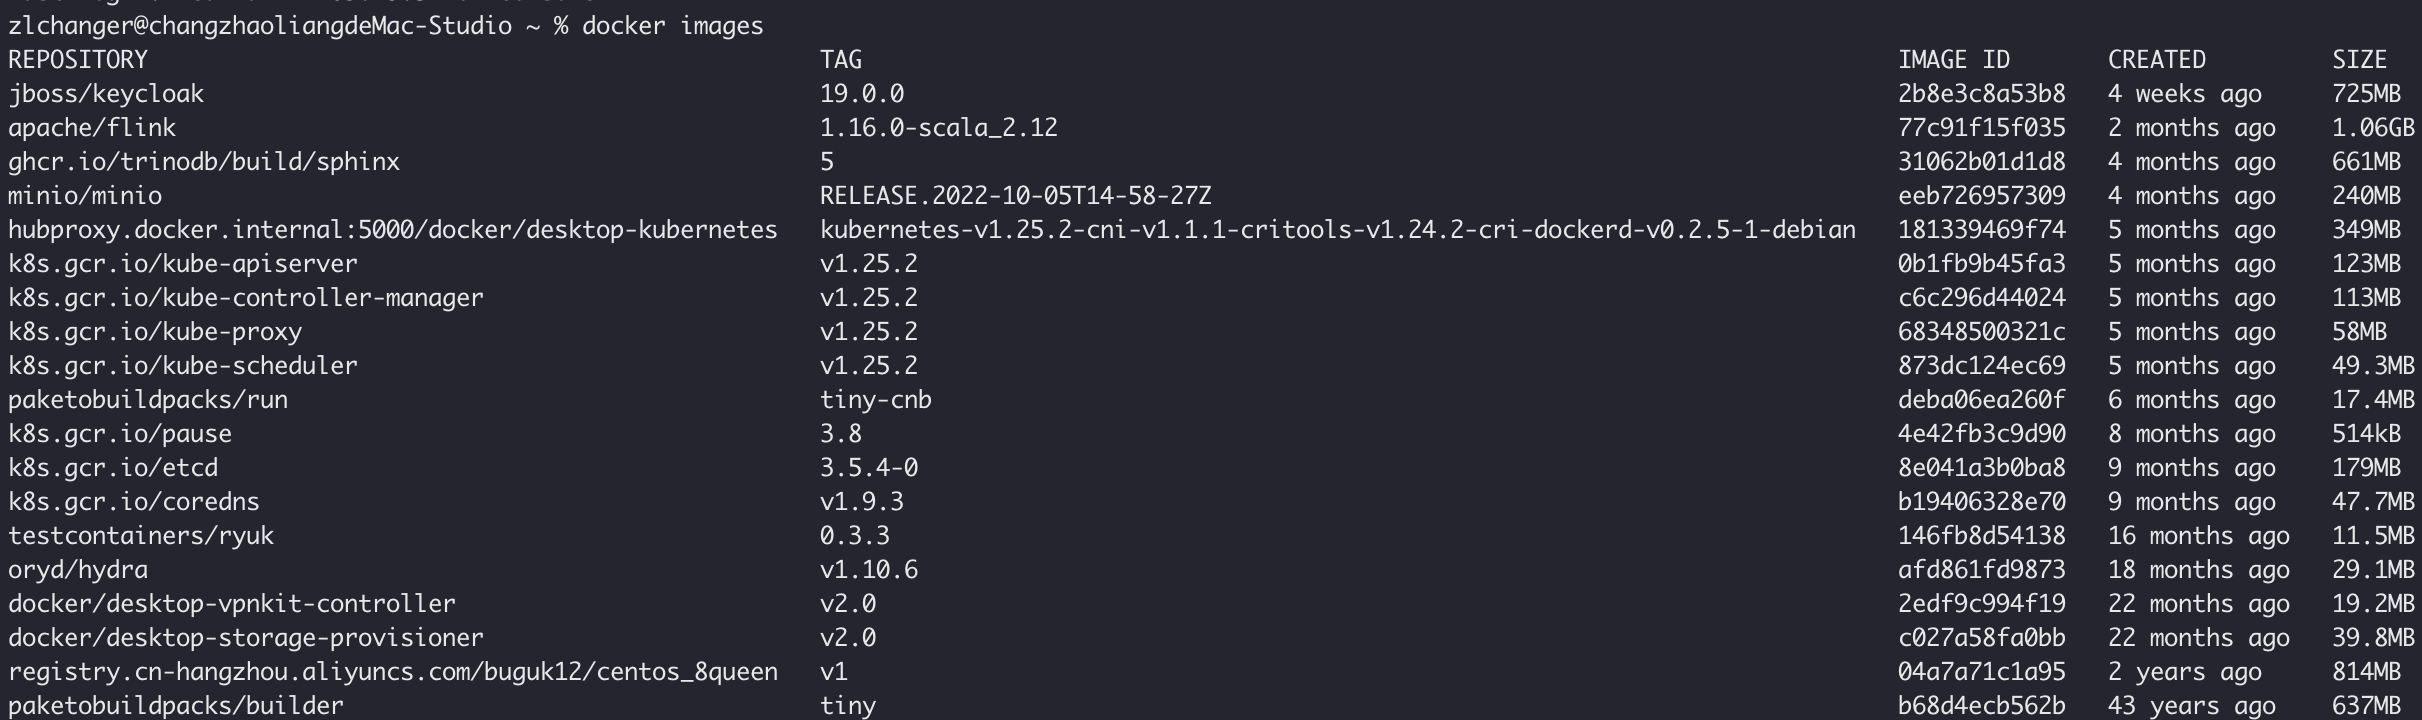 zlchanger@changzhaoliangdeMac-Studio ~ % docker images
REPOSITORY TAG IMAGE ID CREATED SIZE
jboss/keycloak 19.0.0 2b8e3c8a53b8 4 weeks ago 725MB
apache/flink 1.16.0-scala_2.12 77c91f15f035 2 months ago 1.06GB
ghcr.io/trinodb/build/sphinx 5 31062b01d1d8 4 months ago 661MB
minio/minio RELEASE.2022-10-05T14-58-27Z eeb726957309 4 months ago 240MB
hubproxy.docker.internal:5000/docker/desktop-kubernetes kubernetes-v1.25.2-cni-v1.1.1-critools-v1.24.2-cri-dockerd-v0.2.5-1-debian 181339469f74 5 months ago 349MB
k8s.gcr.io/kube-apiserver v1.25.2 0b1fb9b45fa3 5 months ago 123MB
k8s.gcr.io/kube-controller-manager v1.25.2 c6c296d44024 5 months ago 113MB
k8s.gcr.io/kube-proxy v1.25.2 68348500321c 5 months ago 58MB
k8s.gcr.io/kube-scheduler v1.25.2 873dc124ec69 5 months ago 49.3MB
paketobuildpacks/run tiny-cnb deba06ea260f 6 months ago 17.4MB
k8s.gcr.io/pause 3.8 4e42fb3c9d90 8 months ago 514kB
k8s.gcr.io/etcd 3.5.4-0 8e041a3b0ba8 9 months ago 179MB
k8s.gcr.io/coredns v1.9.3 b19406328e70 9 months ago 47.7MB
testcontainers/ryuk 0.3.3 146fb8d54138 16 months ago 11.5MB
oryd/hydra v1.10.6 afd861fd9873 18 months ago 29.1MB
docker/desktop-vpnkit-controller v2.0 2edf9c994f19 22 months ago 19.2MB
docker/desktop-storage-provisioner v2.0 c027a58fa0bb 22 months ago 39.8MB
registry.cn-hangzhou.aliyuncs.com/buguk12/centos_8queen v1 04a7a71c1a95 2 years ago 814MB
paketobuildpacks/builder tiny b68d4ecb562b 43 years ago 637MB